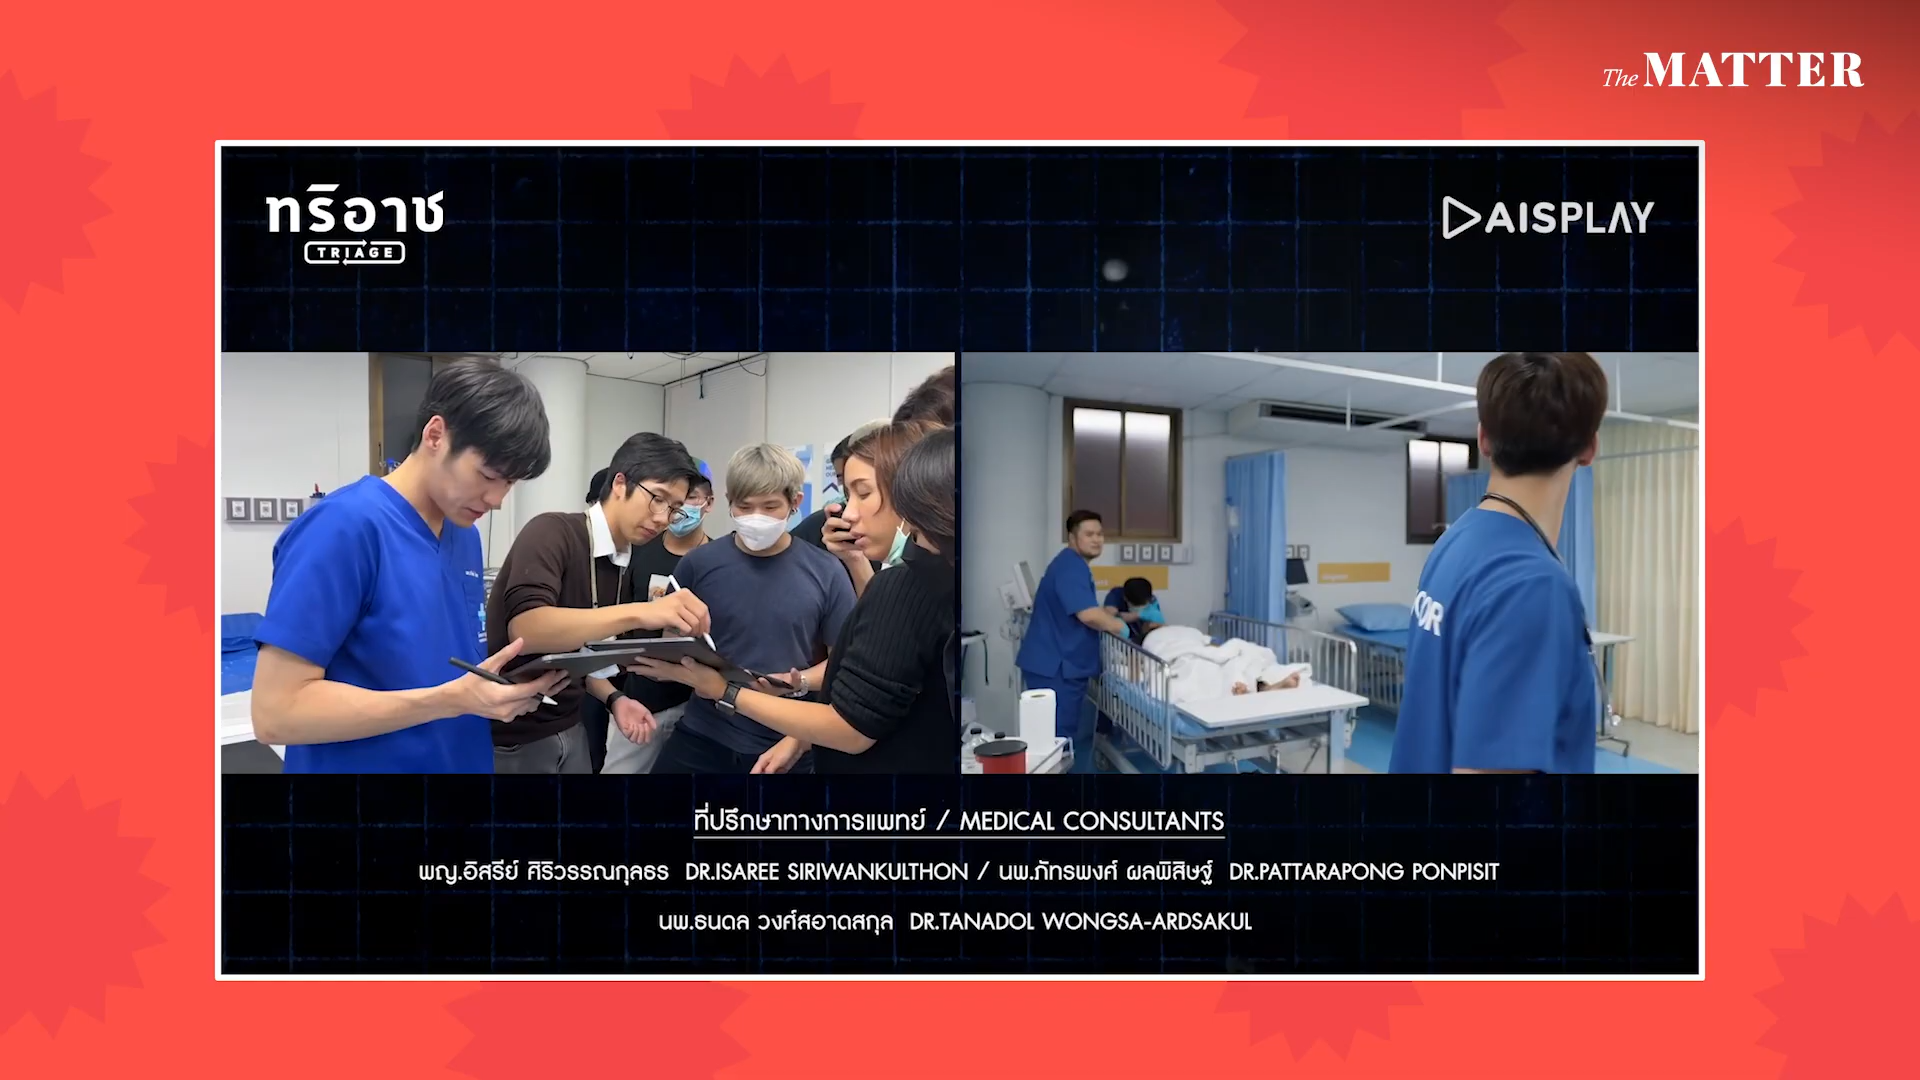 The MATTER
ทริอาช
TRIAGE
AISPLAY
ที่ปรึกษาทางการแพทย์ / MEDICAL CONSULTANTS
พญ.อิสรีย์ ศิริวรรณกุลธร DR.ISAREE SIRIWANKULTHON / นพ.ภัทรพงศ์ ผลพิสิษฐ์ DR.PATTARAPONG PONPISIT
นพ.ธนดล วงศ์สอาดสกุล DR.TANADOL WONGSA-ARDSAKUL